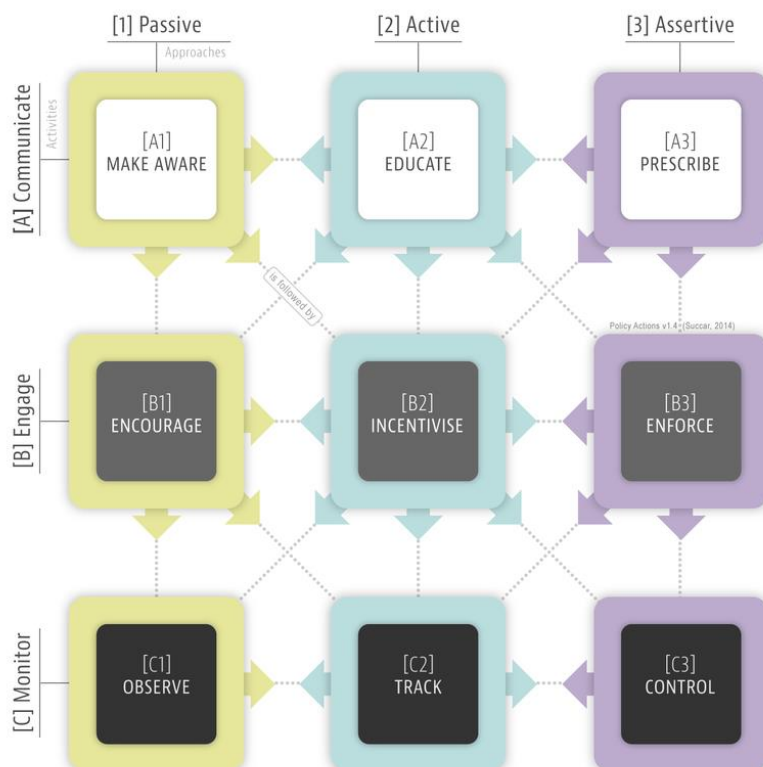 [1] Passive
[2] Active
[3] Assertive
Approaches
Activities
[A] Communicate
[A1]
MAKE AWARE
[A2]
EDUCATE
[A3]
PRESCRIBE
is followed by
Policy Actions v1.4 (Succar, 2014)
[B] Engage
[B1]
ENCOURAGE
[B2]
INCENTIVISE
[B3]
ENFORCE
[C] Monitor
[C1]
OBSERVE
[C2]
TRACK
[C3]
CONTROL